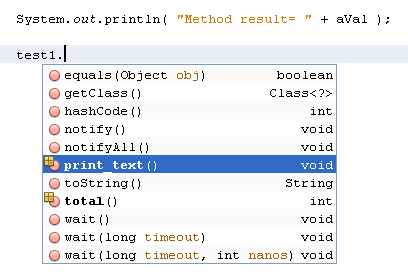 System.out.println( "Method result= " + aVal );
test1.
equals(Object obj) boolean
getClass() Class<?>
hashCode() int
notify() void
notifyAll() void
print_text() void
toString() String
total() int
wait() void
wait(long timeout) void
wait(long timeout, int nanos) void